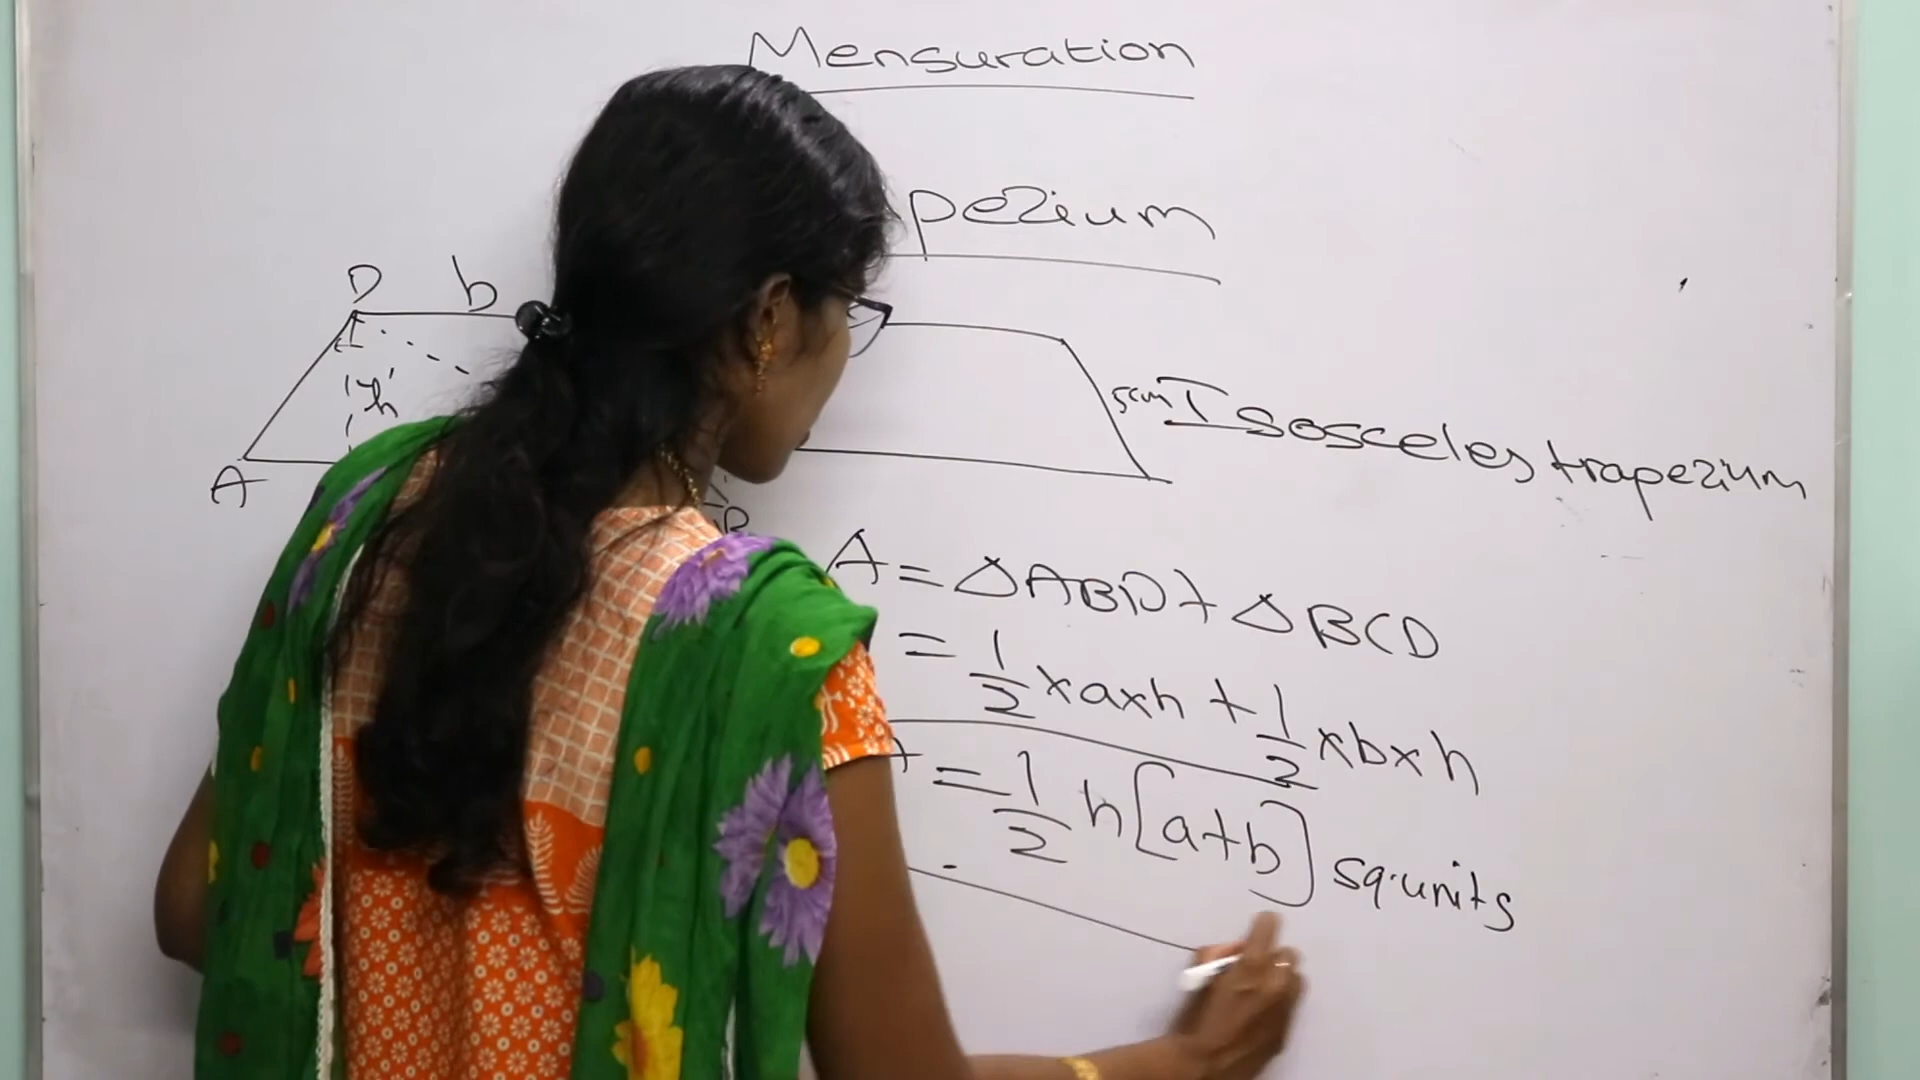 Mensuration
pezium
D b
h
A
B
5cm Isosceles trapezium
A = △ABD + △BCD
= 1/2 x a x h + 1/2 x b x h
= 1/2 h [a+b] sq.units